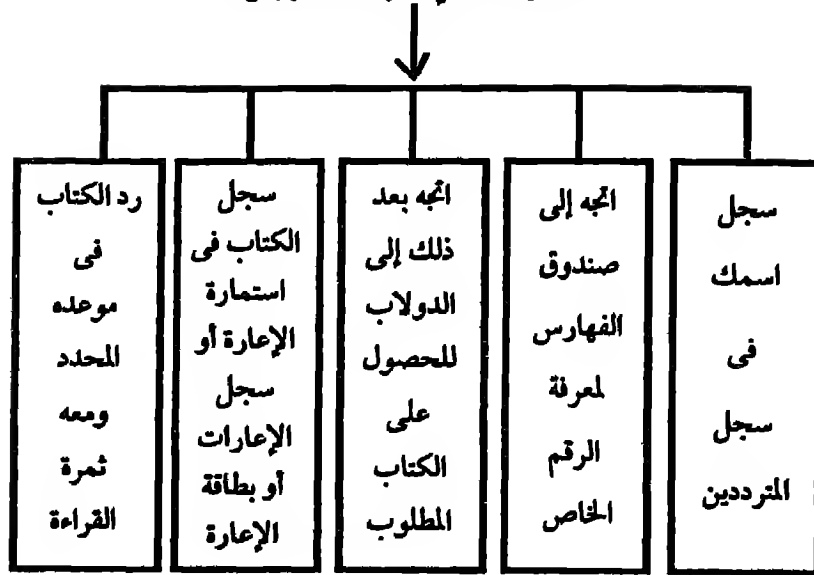 سجل
اسمك
فى
سجل
المترددين
اتجه إلى
صندوق
الفهارس
لمعرفة
الرقم
الخاص
اتجه بعد
ذلك إلى
الدولاب
للحصول
على
الكتاب
المطلوب
سجل
الكتاب فى
استمارة
الإعارة أو
سجل
الإعارات
أو بطاقة
الإعارة
رد الكتاب
فى
موعده
المحدد
ومعه
ثمرة
القراءة